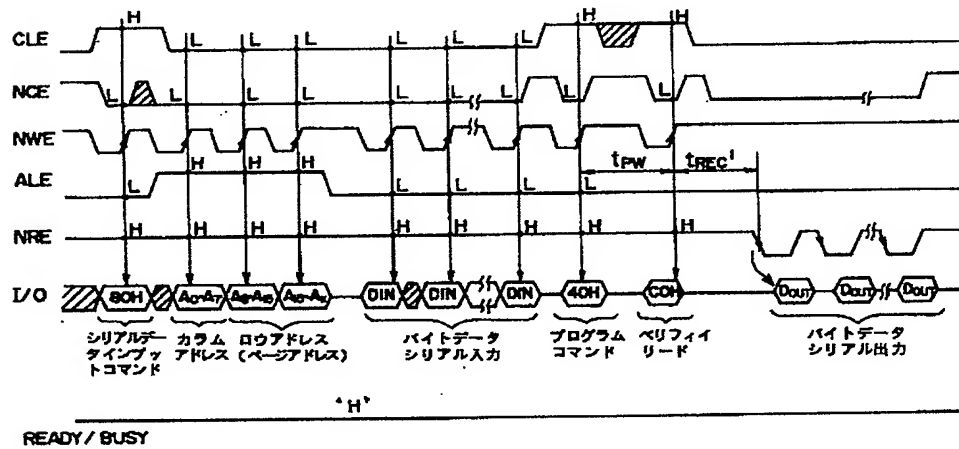 H H H
CLE L L L L L L
NCE L L L L L L L L L
NWE
H H H tPW tREC'
ALE L L L L L
NRE H H H H H H H H H
I/O 80H A0-A7 A8-A15 DIN DIN DIN 40H C0H DOUT DOUT DOUT
シリアルデー カラム ロウアドレス バイトデータ プログラム ベリファイ バイトデータ
タインプッ アドレス (ページアドレス) シリアル入力 コマンド リード シリアル出力
トコマンド
"H"
READY/BUSY